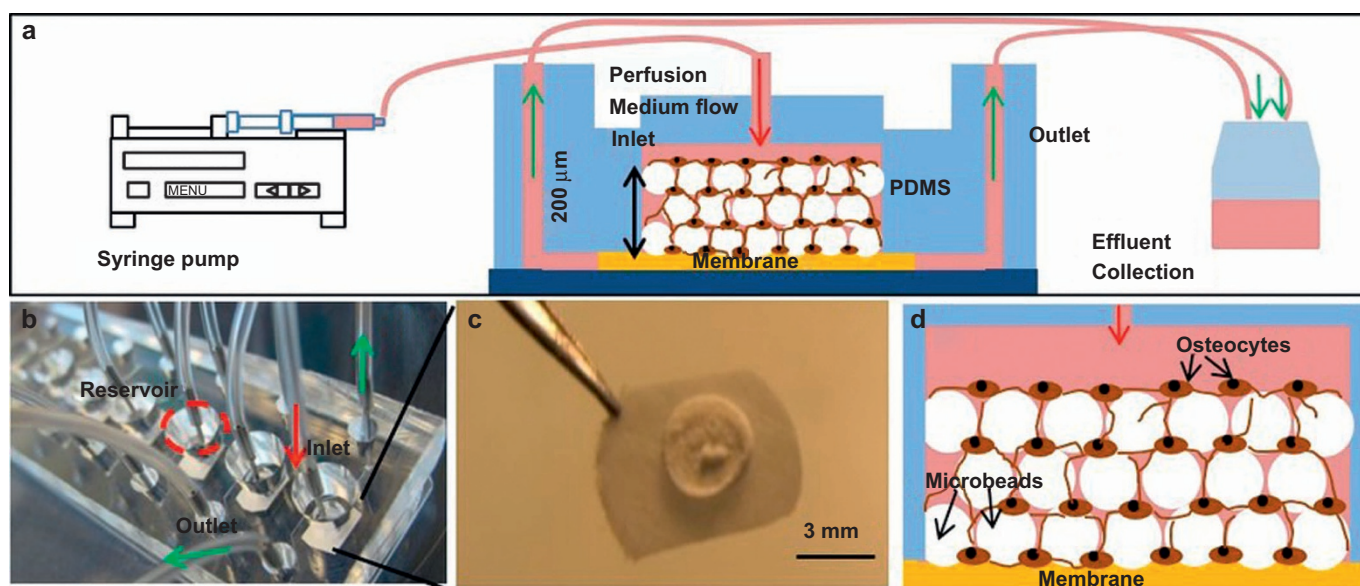 a
Perfusion
Medium flow
Inlet
Outlet
MENU
200 μm
PDMS
Syringe pump
Membrane
Effluent
Collection
b
Reservoir
Inlet
Outlet
c
3 mm
d
Osteocytes
Microbeads
Membrane